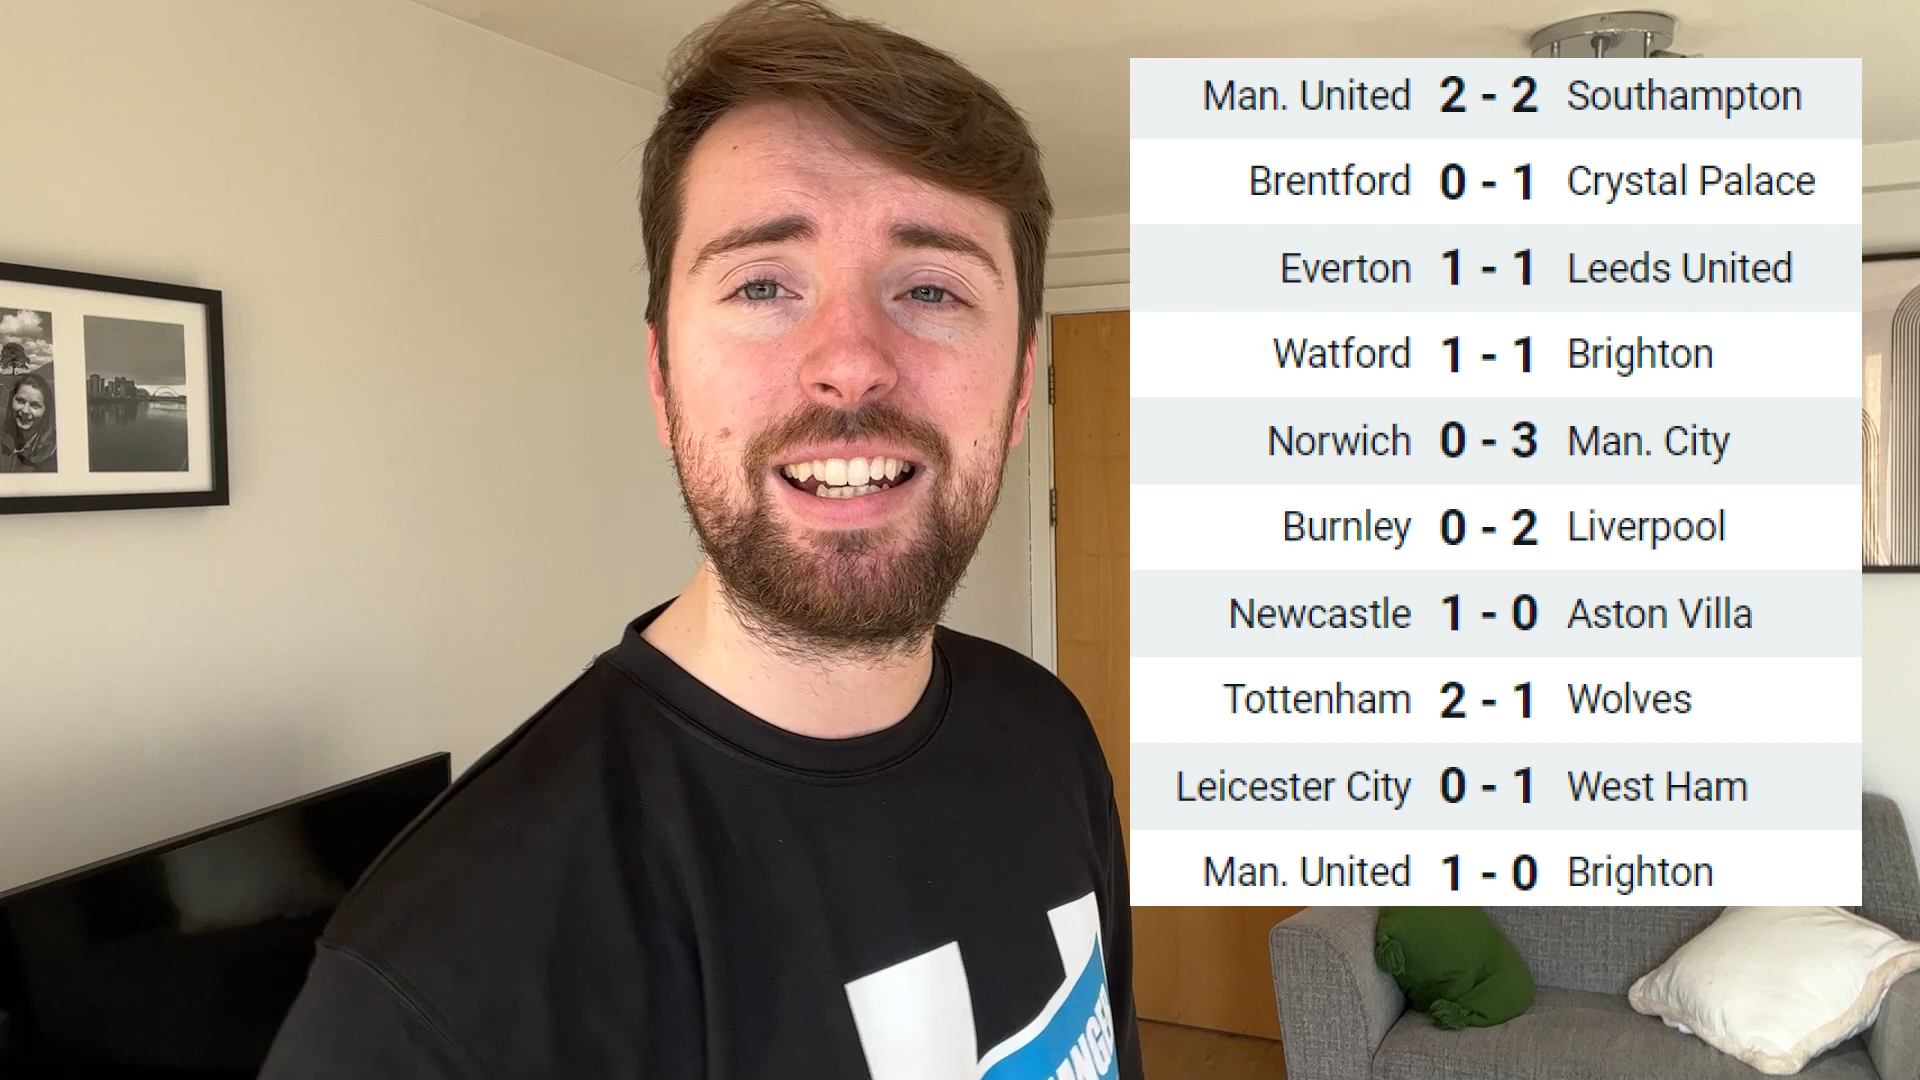 Man. United 2 - 2 Southampton
Brentford 0 - 1 Crystal Palace
Everton 1 - 1 Leeds United
Watford 1 - 1 Brighton
Norwich 0 - 3 Man. City
Burnley 0 - 2 Liverpool
Newcastle 1 - 0 Aston Villa
Tottenham 2 - 1 Wolves
Leicester City 0 - 1 West Ham
Man. United 1 - 0 Brighton